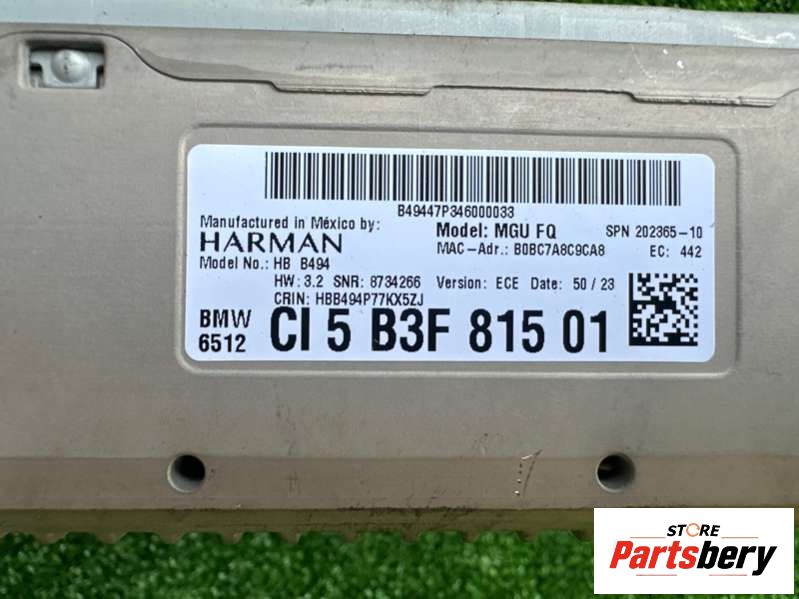 B49447P346000033
Manufactured in México by:
HARMAN
Model: MGU FQ
SPN 202365-10
MAC-Adr.: B0BC7A8C9CA8
EC: 442
Model No.: HB B494
HW: 3.2 SNR: 8734266
Version: ECE Date: 50/23
CRIN: HBB494P77KX5ZJ
BMW
6512
CI 5 B3F 815 01
STORE
Partsbery